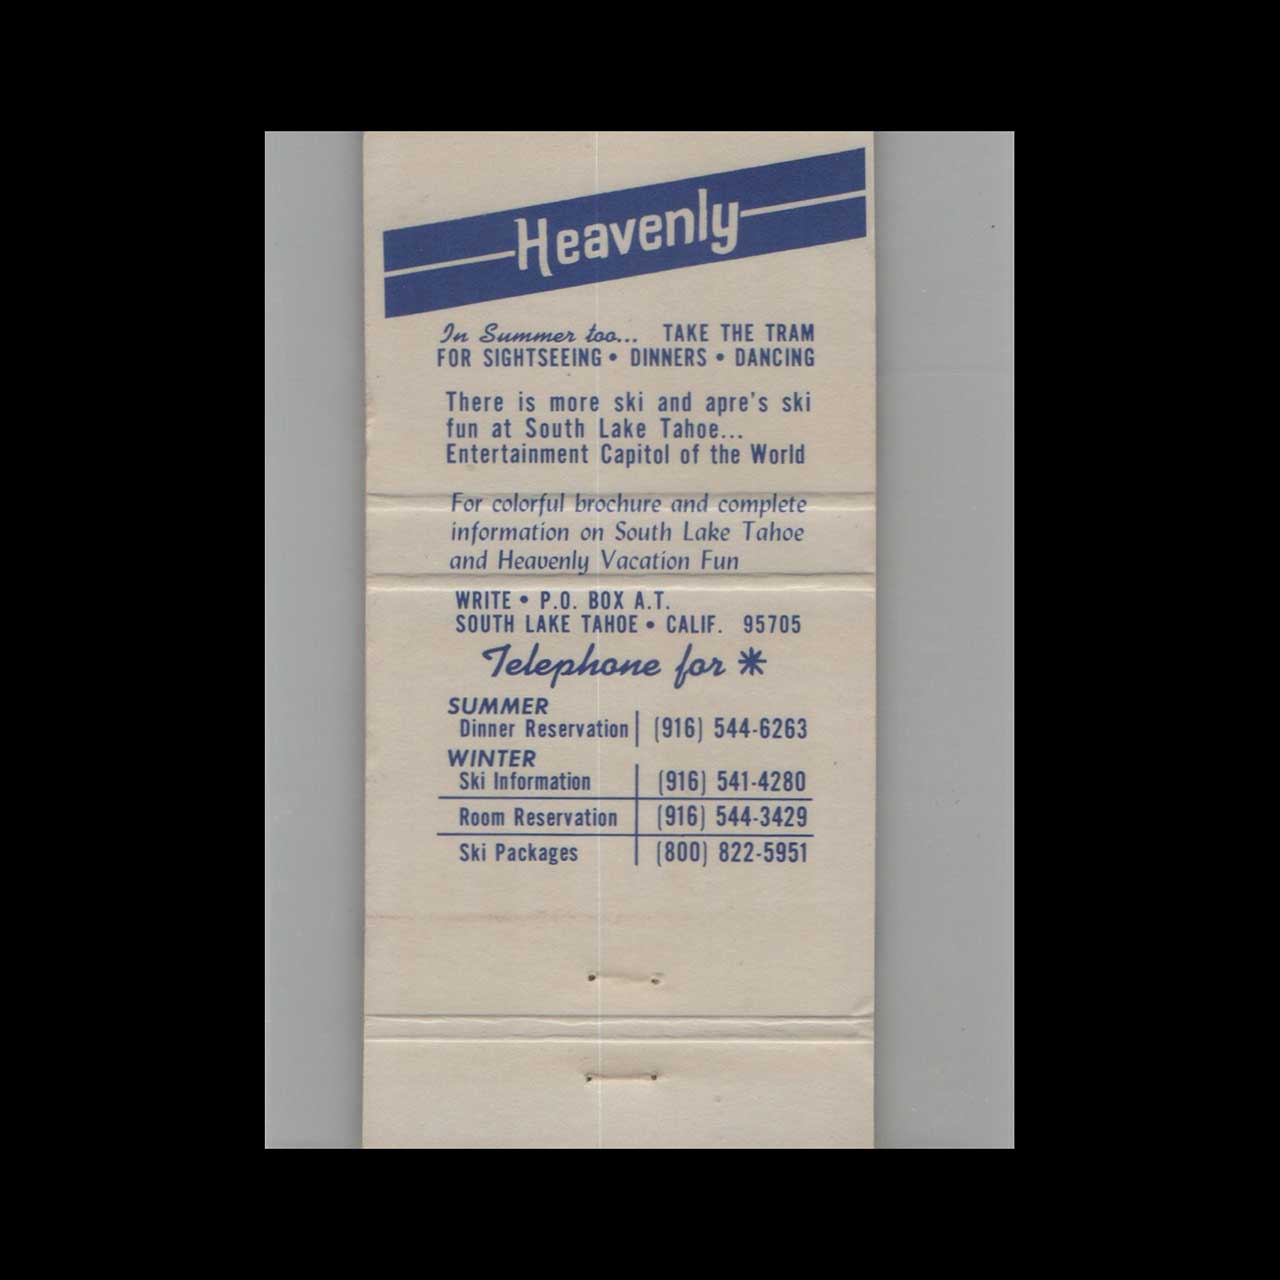 Heavenly
In Summer too... TAKE THE TRAM
FOR SIGHTSEEING • DINNERS • DANCING
There is more ski and apre's ski
fun at South Lake Tahoe...
Entertainment Capitol of the World
For colorful brochure and complete
information on South Lake Tahoe
and Heavenly Vacation Fun
WRITE • P.O. BOX A.T.
SOUTH LAKE TAHOE • CALIF. 95705
Telephone for *
SUMMER
Dinner Reservation (916) 544-6263
WINTER
Ski Information (916) 541-4280
Room Reservation (916) 544-3429
Ski Packages (800) 822-5951